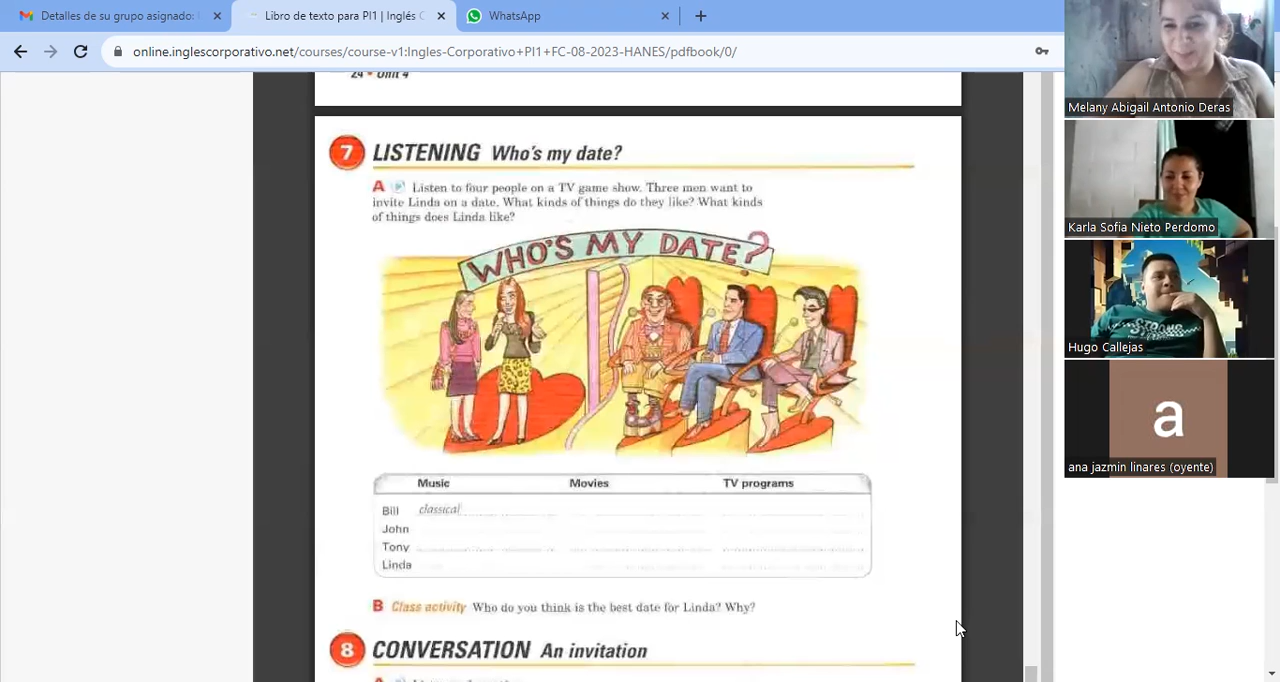 Detalles de su grupo asignado:
Libro de texto para PI1 | Inglés C
WhatsApp
online.inglescorporativo.net/courses/course-v1:Ingles-Corporativo+PI1+FC-08-2023-HANES/pdfbook/0/
24 • Unit 4
7 LISTENING Who's my date?
A Listen to four people on a TV game show. Three men want to
invite Linda on a date. What kinds of things do they like? What kinds
of things does Linda like?
WHO'S MY DATE?
Music Movies TV programs
Bill classical
John
Tony
Linda
B Class activity Who do you think is the best date for Linda? Why?
8 CONVERSATION An invitation
Melany Abigail Antonio Deras
Karla Sofia Nieto Perdomo
Hugo Callejas
a
ana jazmin linares (oyente)